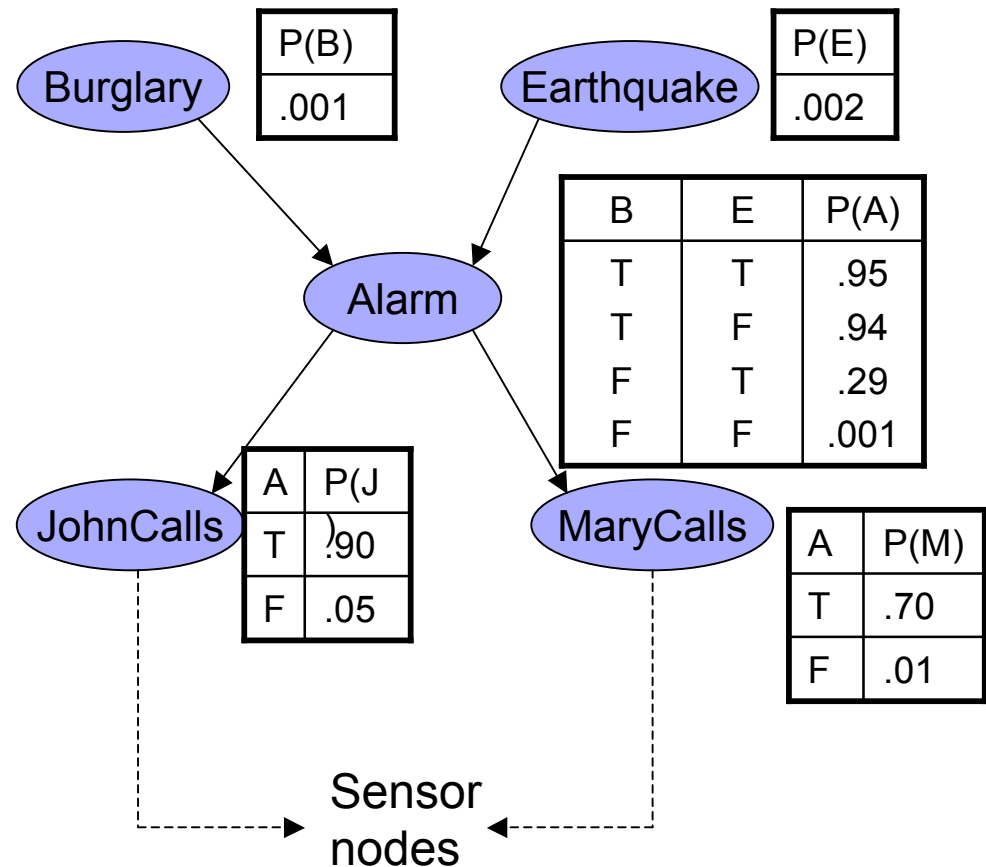 P(B)
P(E)
Burglary
Earthquake
.001
.002
B E P(A)
T T .95
T F .94
F T .29
F F .001
Alarm
A P(J
)
T .90
F .05
JohnCalls
MaryCalls
A P(M)
T .70
F .01
Sensor
nodes